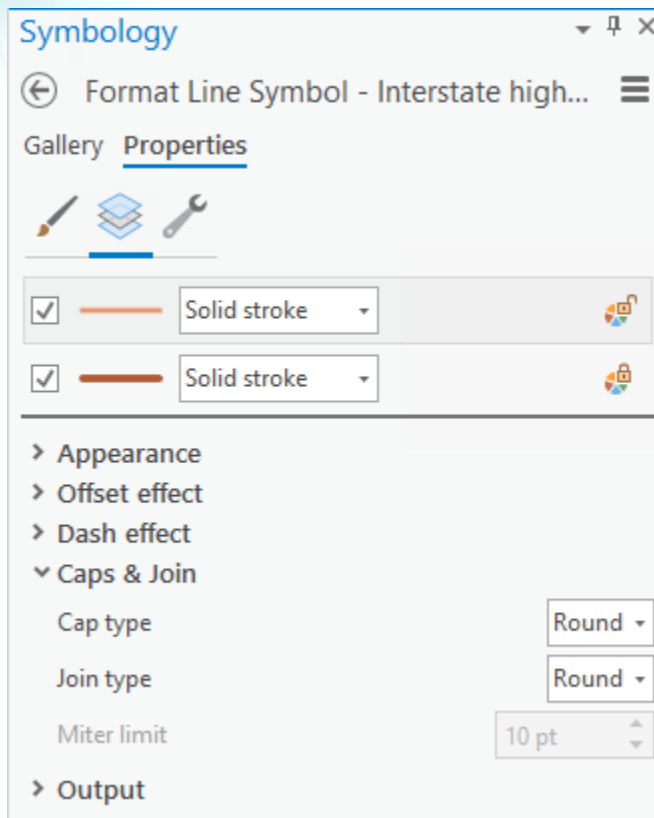 Symbology
Format Line Symbol - Interstate high...
Gallery Properties
Solid stroke
Solid stroke
Appearance
Offset effect
Dash effect
Caps & Join
Cap type Round
Join type Round
Miter limit 10 pt
Output